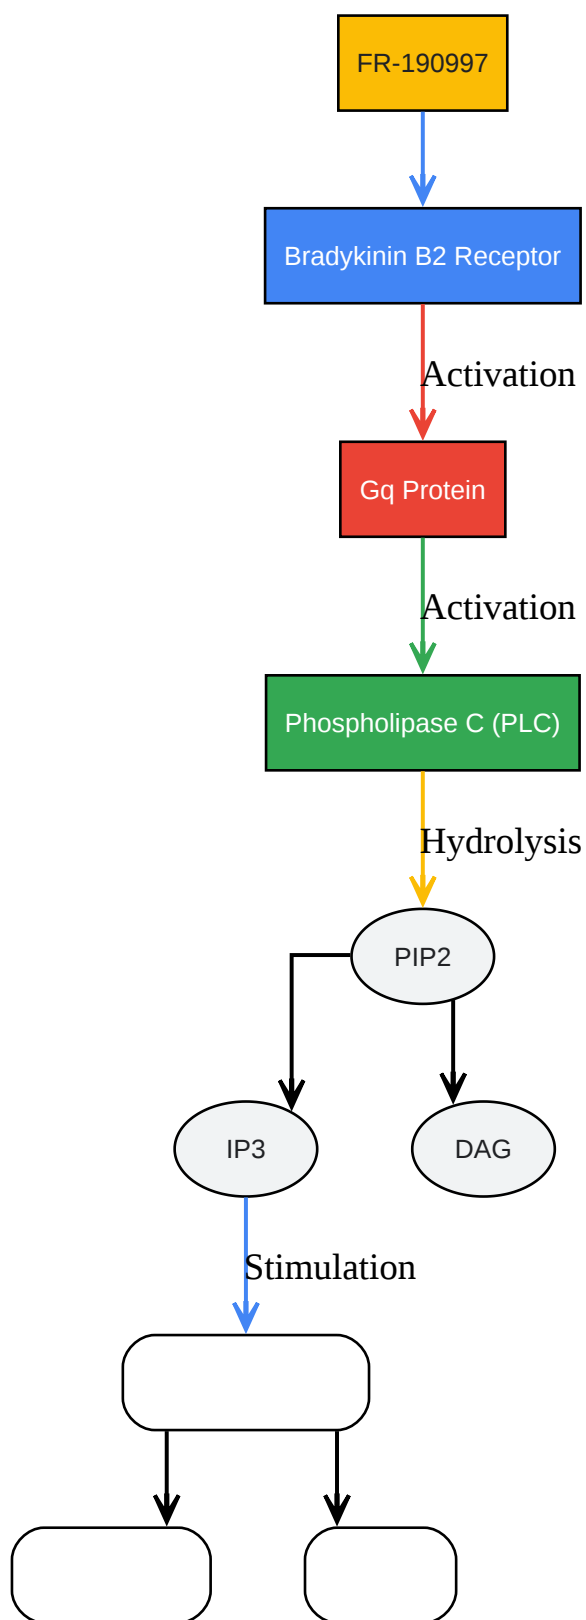 FR-190997
Bradykinin B2 Receptor
Activation
Gq Protein
Activation
Phospholipase C (PLC)
Hydrolysis
PIP2
IP3
DAG
Stimulation